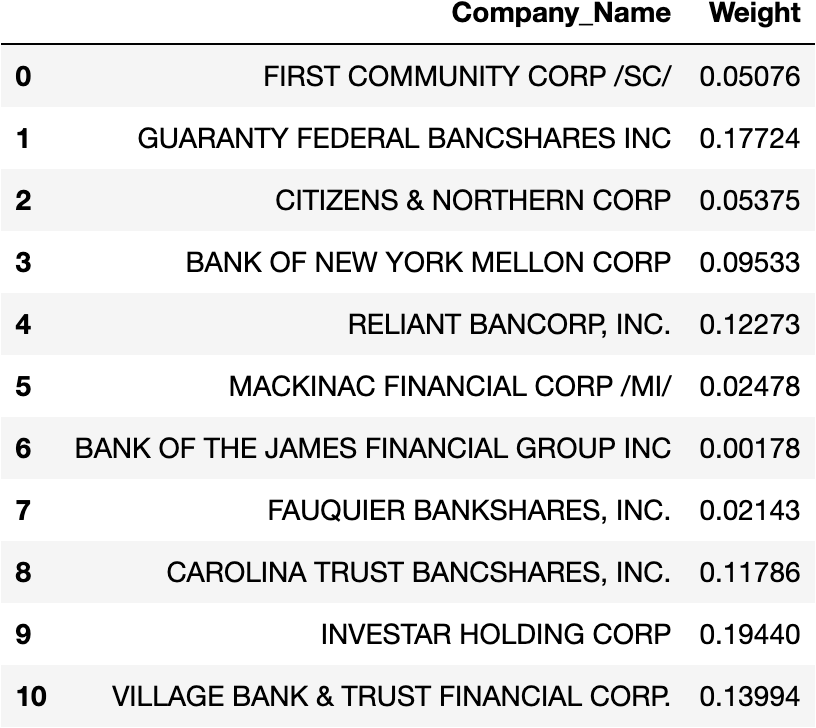 Company_Name Weight
0 FIRST COMMUNITY CORP /SC/ 0.05076
1 GUARANTY FEDERAL BANCSHARES INC 0.17724
2 CITIZENS & NORTHERN CORP 0.05375
3 BANK OF NEW YORK MELLON CORP 0.09533
4 RELIANT BANCORP, INC. 0.12273
5 MACKINAC FINANCIAL CORP /MI/ 0.02478
6 BANK OF THE JAMES FINANCIAL GROUP INC 0.00178
7 FAUQUIER BANKSHARES, INC. 0.02143
8 CAROLINA TRUST BANCSHARES, INC. 0.11786
9 INVESTAR HOLDING CORP 0.19440
10 VILLAGE BANK & TRUST FINANCIAL CORP. 0.13994